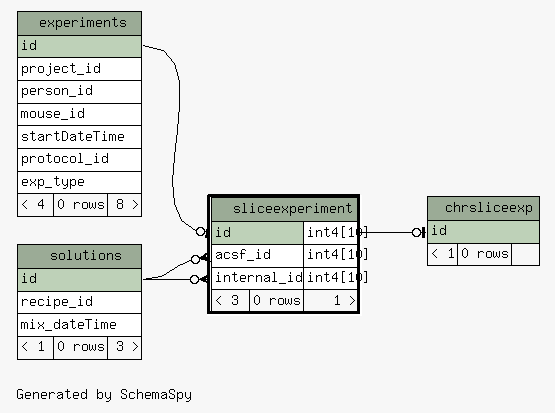 experiments
id
project_id
person_id
mouse_id
startDateTime
protocol_id
exp_type
< 4 0 rows 8 >
solutions
id
recipe_id
mix_dateTime
< 1 0 rows 3 >
sliceexperiment
id int4[10]
acsf_id int4[10]
internal_id int4[10]
< 3 0 rows 1 >
chrsliceexp
id
< 1 0 rows
Generated by SchemaSpy